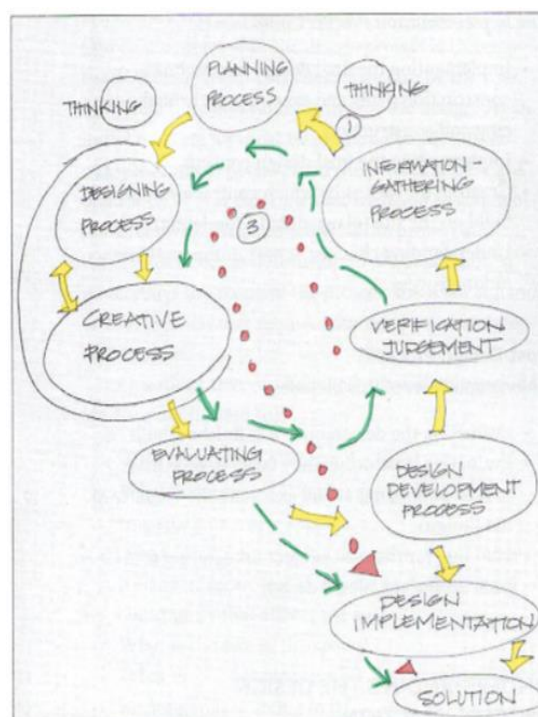 PLANNING
PROCESS
THINKING
THINKING
1
DESIGNING
PROCESS
INFORMATION-
GATHERING
PROCESS
3
CREATIVE
PROCESS
VERIFICATION
JUDGEMENT
EVALUATING
PROCESS
DESIGN
DEVELOPMENT
PROCESS
DESIGN
IMPLEMENTATION
SOLUTION